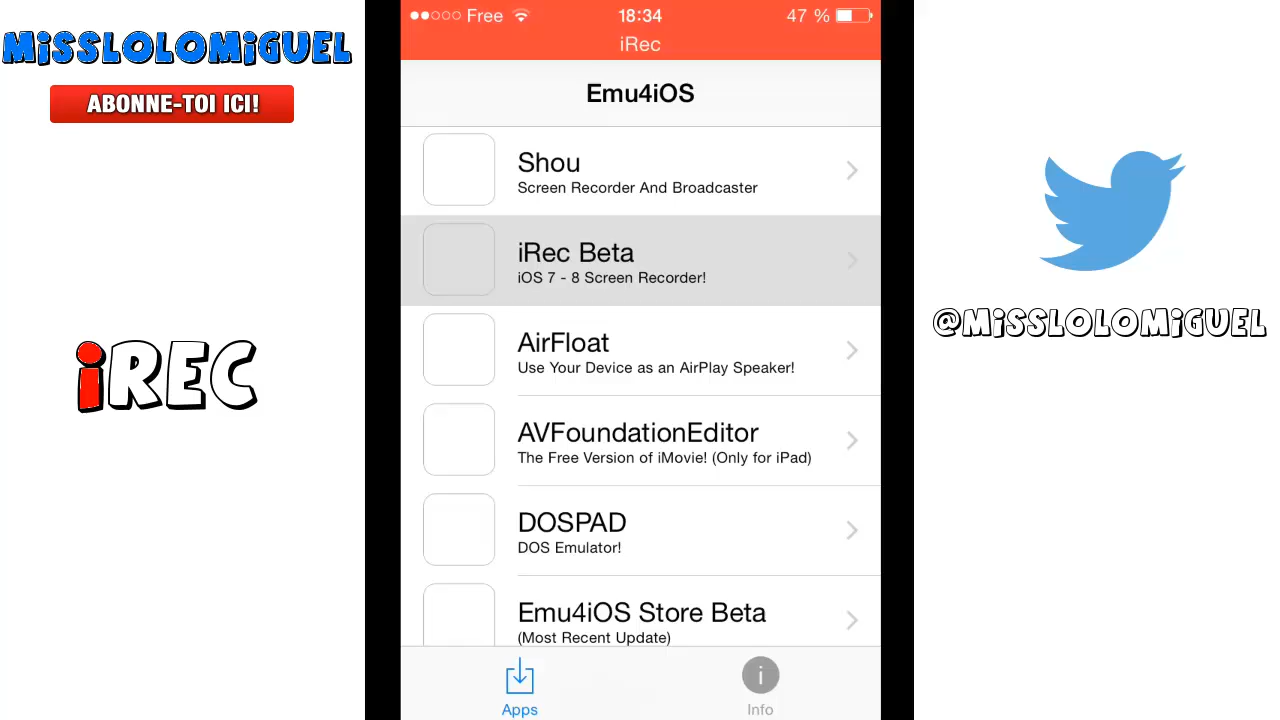 MiSSLOLOMiGUEL
ABONNE-TOI ICI!
iREC
Free 18:34 47 %
iRec
Emu4iOS
Shou
Screen Recorder And Broadcaster
iRec Beta
iOS 7 - 8 Screen Recorder!
AirFloat
Use Your Device as an AirPlay Speaker!
AVFoundationEditor
The Free Version of iMovie! (Only for iPad)
DOSPAD
DOS Emulator!
Emu4iOS Store Beta
(Most Recent Update)
Apps
i
Info
@MiSSLOLOMiGUEL